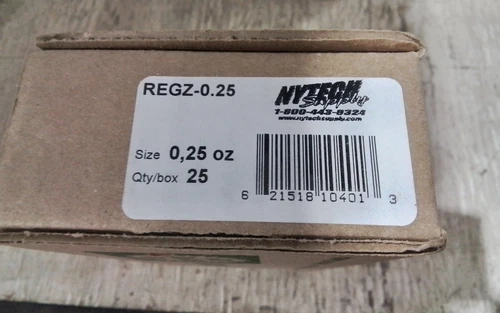 REGZ-0.25
NYTECH
Supply
1-800-443-8324
www.nytechsupply.com
Size 0,25 oz
Qty/box 25
6 21518 10401 3